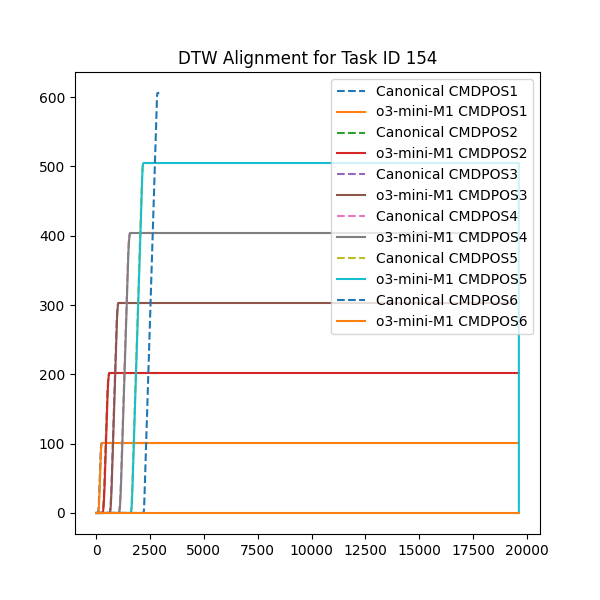 DTW Alignment for Task ID 154
600
500
400
300
200
100
0
Canonical CMDPOS1
o3-mini-M1 CMDPOS1
Canonical CMDPOS2
o3-mini-M1 CMDPOS2
Canonical CMDPOS3
o3-mini-M1 CMDPOS3
Canonical CMDPOS4
o3-mini-M1 CMDPOS4
Canonical CMDPOS5
o3-mini-M1 CMDPOS5
Canonical CMDPOS6
o3-mini-M1 CMDPOS6
0 2500 5000 7500 10000 12500 15000 17500 20000